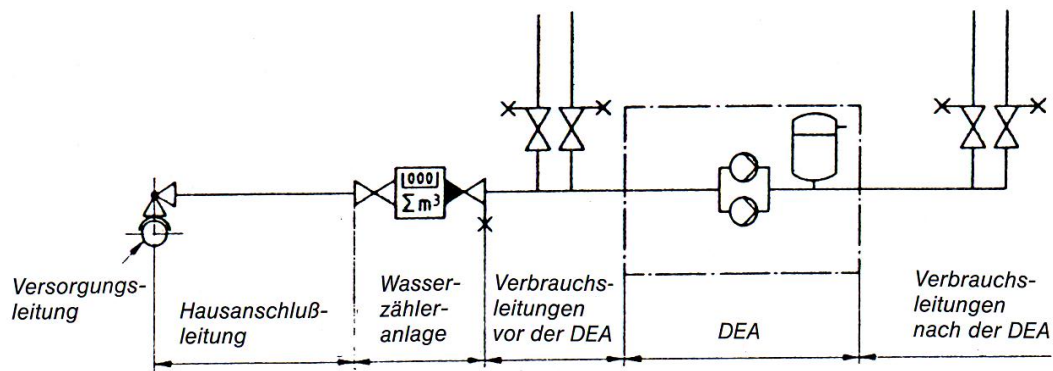 |000|
Σ m³
Versorgungs-
leitung
Hausanschluß-
leitung
Wasser-
zähler-
anlage
Verbrauchs-
leitungen
vor der DEA
DEA
Verbrauchs-
leitungen
nach der DEA